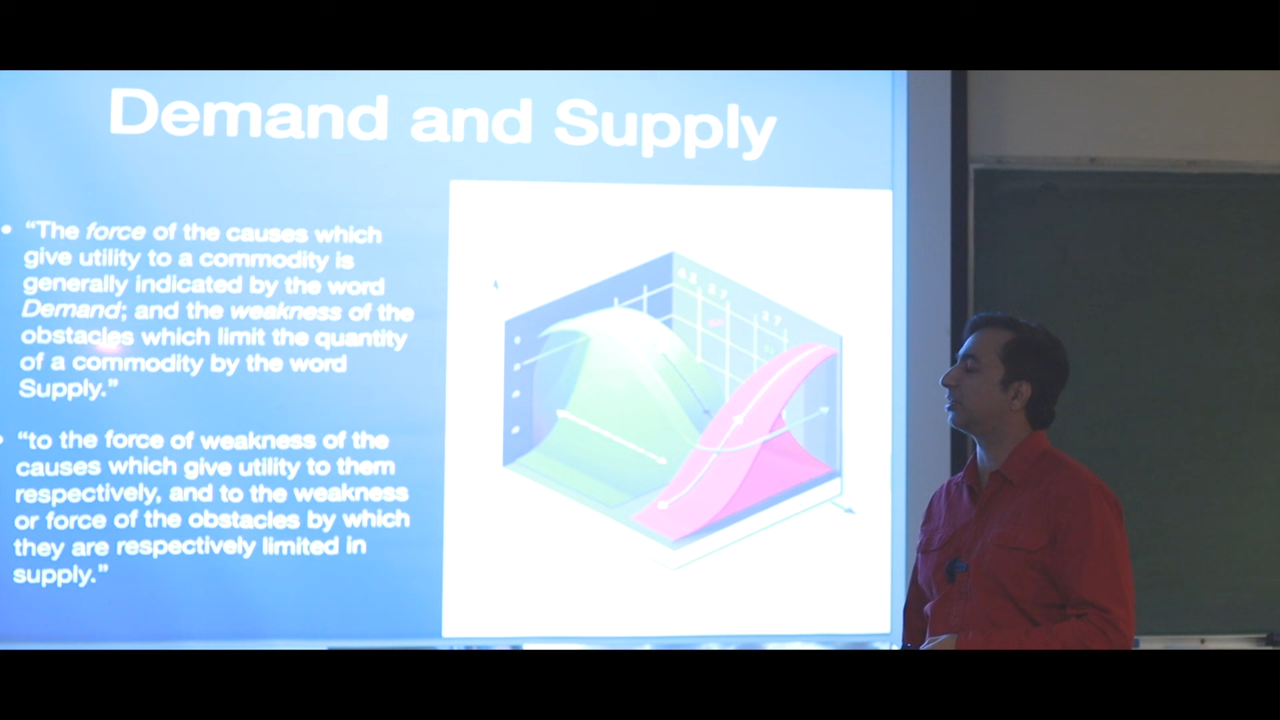 Demand and Supply
• “The force of the causes which
give utility to a commodity is
generally indicated by the word
Demand; and the weakness of the
obstacles which limit the quantity
of a commodity by the word
Supply.”
• “to the force of weakness of the
causes which give utility to them
respectively, and to the weakness
or force of the obstacles by which
they are respectively limited in
supply.”